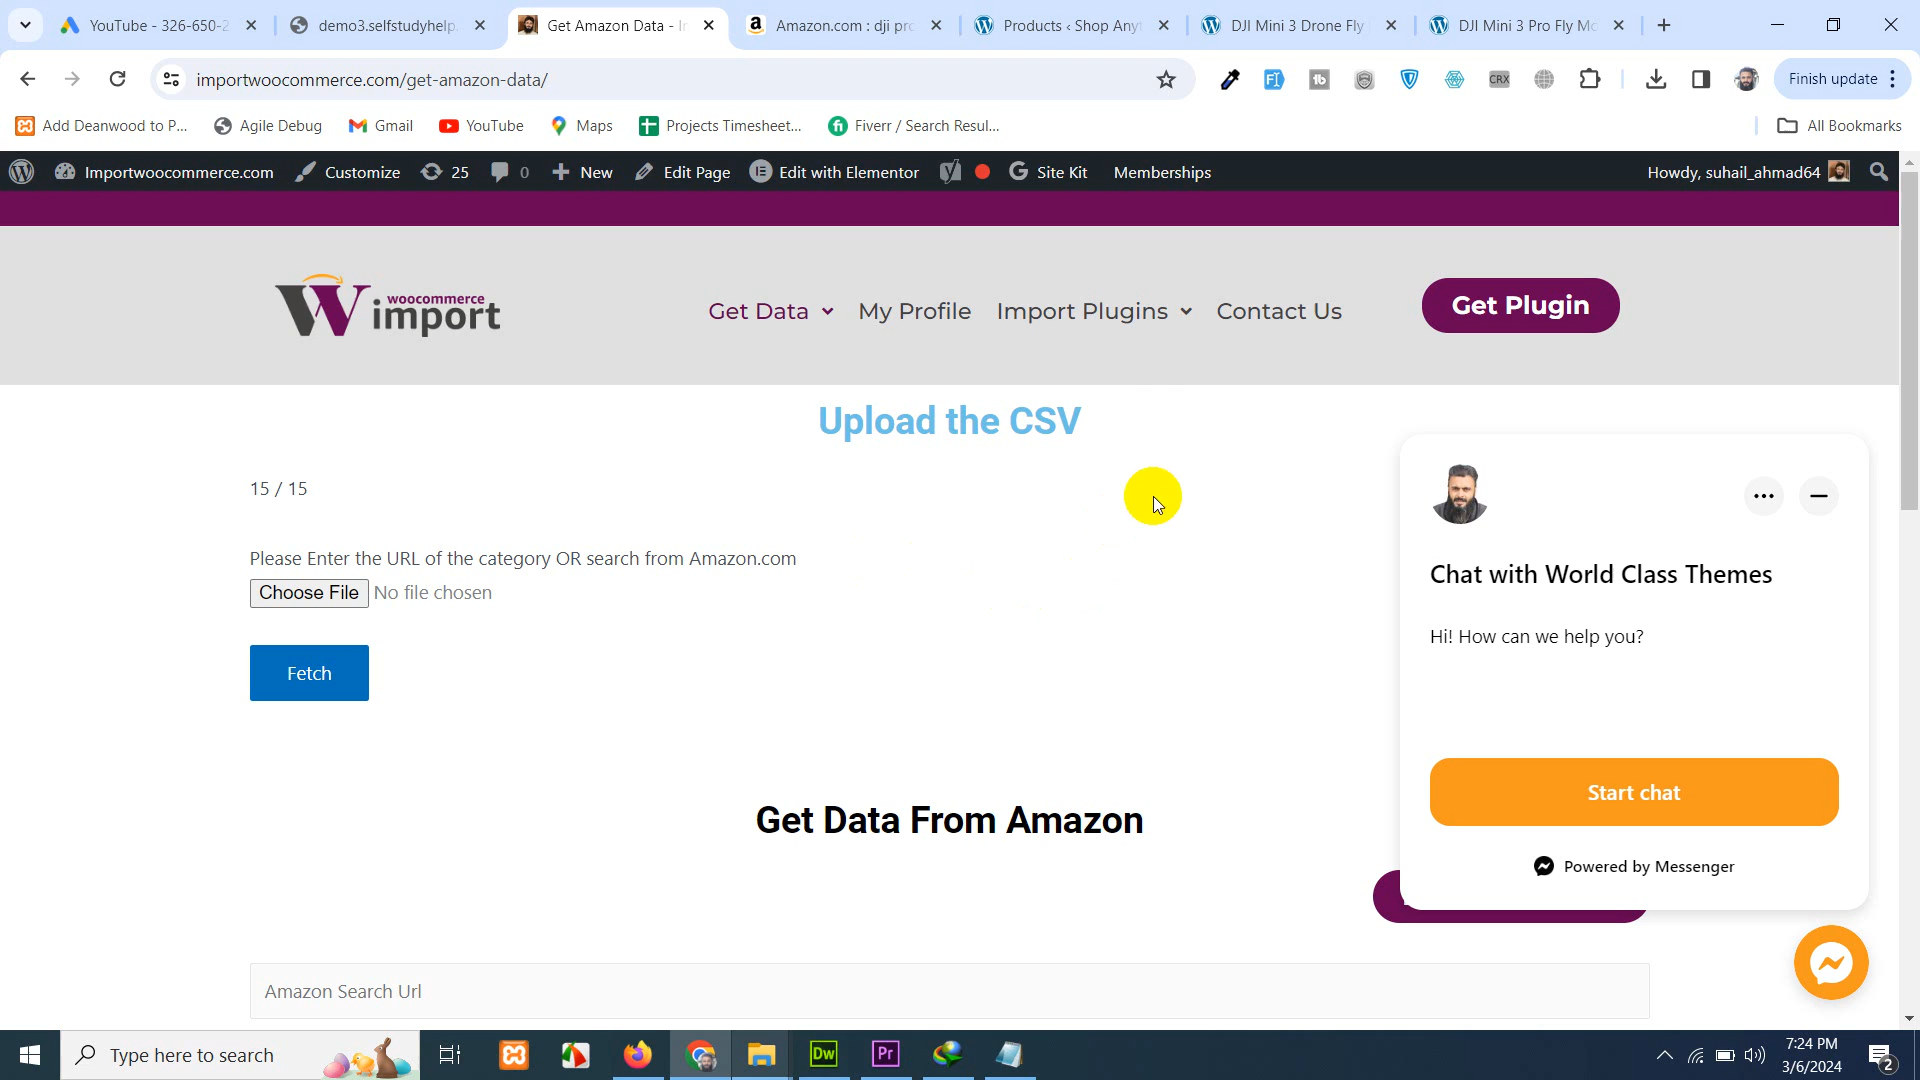 YouTube - 326-650-2
demo3.selfstudyhelp.
Get Amazon Data - In
Amazon.com : dji pro
Products ‹ Shop Anyt
DJI Mini 3 Drone Fly
DJI Mini 3 Pro Fly Mo
importwoocommerce.com/get-amazon-data/
CRX
Finish update
Add Deanwood to P...
Agile Debug
Gmail
YouTube
Maps
Projects Timesheet...
Fiverr / Search Resul...
All Bookmarks
Importwoocommerce.com
Customize
25
0
New
Edit Page
Edit with Elementor
Site Kit
Memberships
Howdy, suhail_ahmad64
W woocommerce
import
Get Data
My Profile
Import Plugins
Contact Us
Get Plugin
Upload the CSV
15 / 15
Please Enter the URL of the category OR search from Amazon.com
Choose File No file chosen
Fetch
Chat with World Class Themes
Hi! How can we help you?
Start chat
Powered by Messenger
Get Data From Amazon
Amazon Search Url
Type here to search
Dw
Pr
7:24 PM
3/6/2024
2